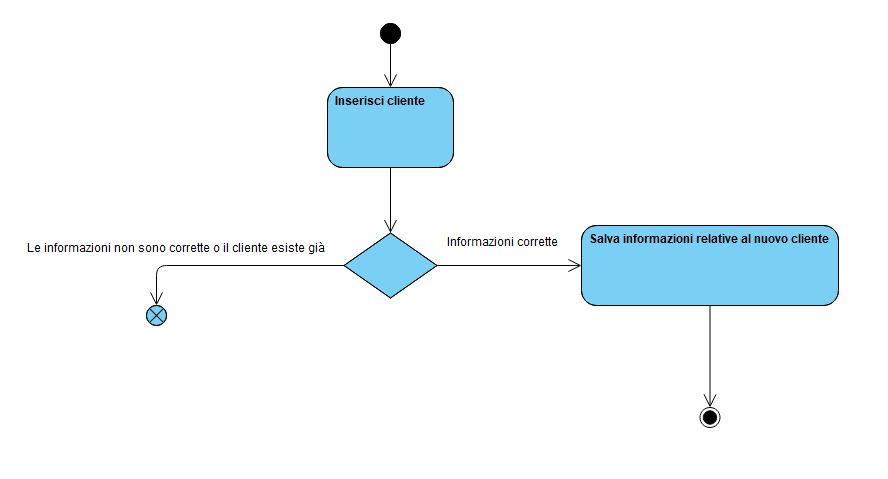 Inserisci cliente
Le informazioni non sono corrette o il cliente esiste già
Informazioni corrette
Salva informazioni relative al nuovo cliente